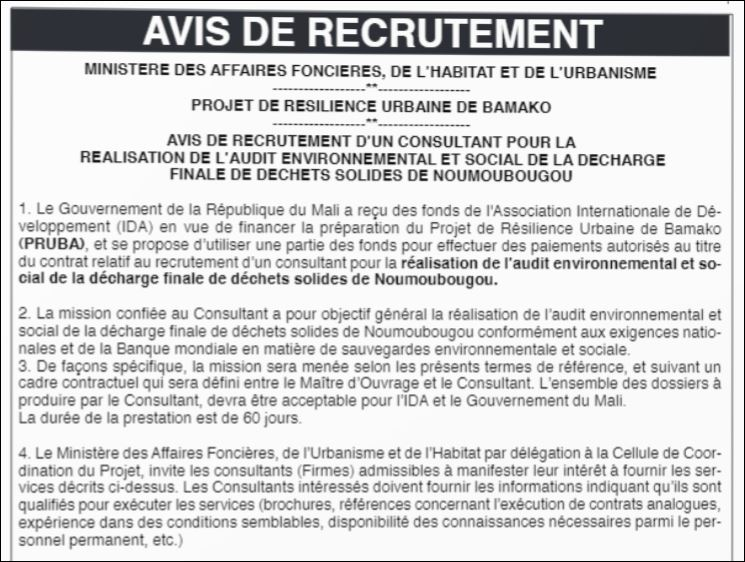 AVIS DE RECRUTEMENT
MINISTERE DES AFFAIRES FONCIERES, DE L'HABITAT ET DE L'URBANISME
------------------**------------------
PROJET DE RESILIENCE URBAINE DE BAMAKO
------------------**------------------
AVIS DE RECRUTEMENT D'UN CONSULTANT POUR LA
REALISATION DE L'AUDIT ENVIRONNEMENTAL ET SOCIAL DE LA DECHARGE
FINALE DE DECHETS SOLIDES DE NOUMOUBOUGOU
1. Le Gouvernement de la République du Mali a reçu des fonds de l'Association Internationale de Dé-
veloppement (IDA) en vue de financer la préparation du Projet de Résilience Urbaine de Bamako
(PRUBA), et se propose d'utiliser une partie des fonds pour effectuer des paiements autorisés au titre
du contrat relatif au recrutement d'un consultant pour la réalisation de l'audit environnemental et so-
cial de la décharge finale de déchets solides de Noumoubougou.
2. La mission confiée au Consultant a pour objectif général la réalisation de l'audit environnemental et
social de la décharge finale de déchets solides de Noumoubougou conformément aux exigences natio-
nales et de la Banque mondiale en matière de sauvegardes environnementale et sociale.
3. De façons spécifique, la mission sera menée selon les présents termes de référence, et suivant un
cadre contractuel qui sera défini entre le Maître d'Ouvrage et le Consultant. L'ensemble des dossiers à
produire par le Consultant, devra être acceptable pour l'IDA et le Gouvernement du Mali.
La durée de la prestation est de 60 jours.
4. Le Ministère des Affaires Foncières, de l'Urbanisme et de l'Habitat par délégation à la Cellule de Coor-
dination du Projet, invite les consultants (Firmes) admissibles à manifester leur intérêt à fournir les ser-
vices décrits ci-dessus. Les Consultants intéressés doivent fournir les informations indiquant qu'ils sont
qualifiés pour exécuter les services (brochures, références concernant l'exécution de contrats analogues,
expérience dans des conditions semblables, disponibilité des connaissances nécessaires parmi le per-
sonnel permanent, etc.)